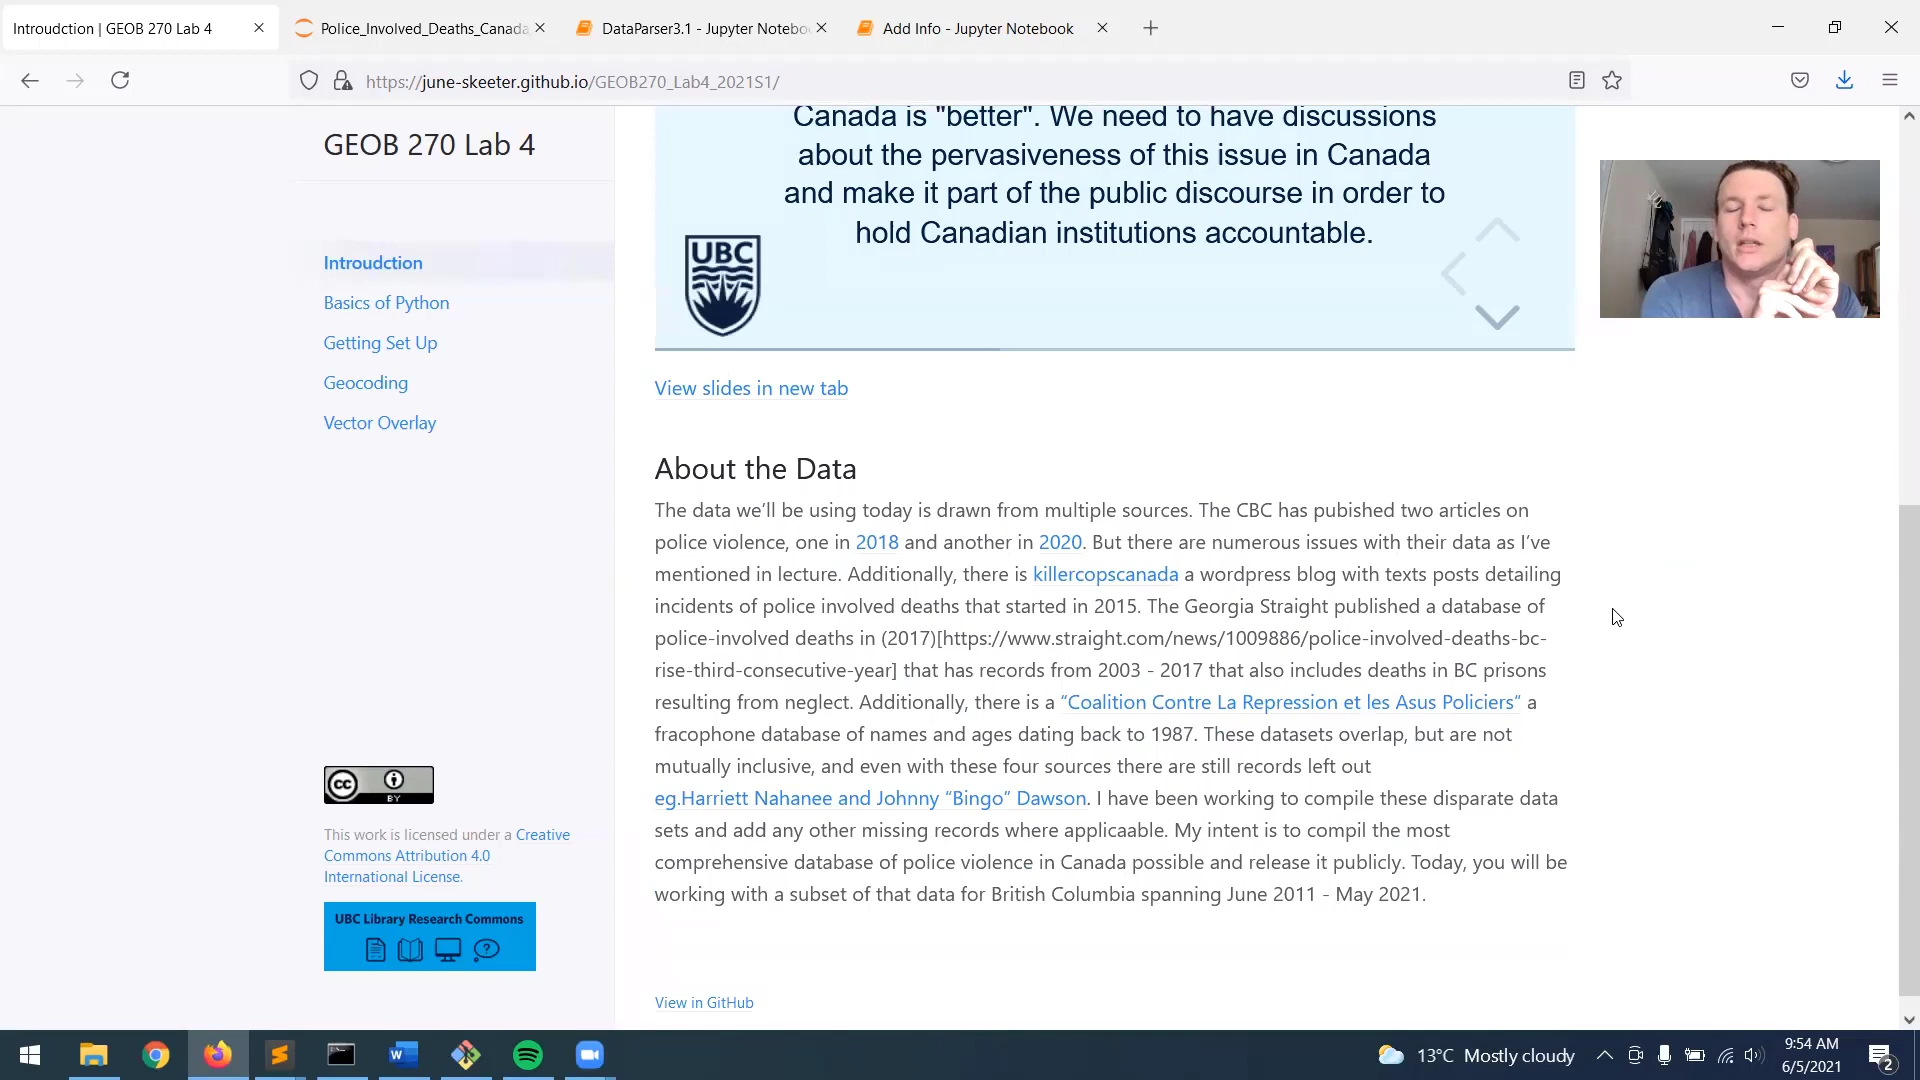 Introudction | GEOB 270 Lab 4
Police_Involved_Deaths_Canada
DataParser3.1 - Jupyter Notebo
Add Info - Jupyter Notebook
https://june-skeeter.github.io/GEOB270_Lab4_2021S1/
GEOB 270 Lab 4
Introudction
Basics of Python
Getting Set Up
Geocoding
Vector Overlay
CC BY
This work is licensed under a Creative
Commons Attribution 4.0
International License.
UBC Library Research Commons
Canada is "better". We need to have discussions
about the pervasiveness of this issue in Canada
and make it part of the public discourse in order to
hold Canadian institutions accountable.
UBC
View slides in new tab
About the Data
The data we’ll be using today is drawn from multiple sources. The CBC has pubished two articles on
police violence, one in 2018 and another in 2020. But there are numerous issues with their data as I’ve
mentioned in lecture. Additionally, there is killercopscanada a wordpress blog with texts posts detailing
incidents of police involved deaths that started in 2015. The Georgia Straight published a database of
police-involved deaths in (2017)[https://www.straight.com/news/1009886/police-involved-deaths-bc-
rise-third-consecutive-year] that has records from 2003 - 2017 that also includes deaths in BC prisons
resulting from neglect. Additionally, there is a “Coalition Contre La Repression et les Asus Policiers” a
fracophone database of names and ages dating back to 1987. These datasets overlap, but are not
mutually inclusive, and even with these four sources there are still records left out
eg.Harriett Nahanee and Johnny “Bingo” Dawson. I have been working to compile these disparate data
sets and add any other missing records where applicaable. My intent is to compil the most
comprehensive database of police violence in Canada possible and release it publicly. Today, you will be
working with a subset of that data for British Columbia spanning June 2011 - May 2021.
View in GitHub
13°C Mostly cloudy
9:54 AM
6/5/2021
2